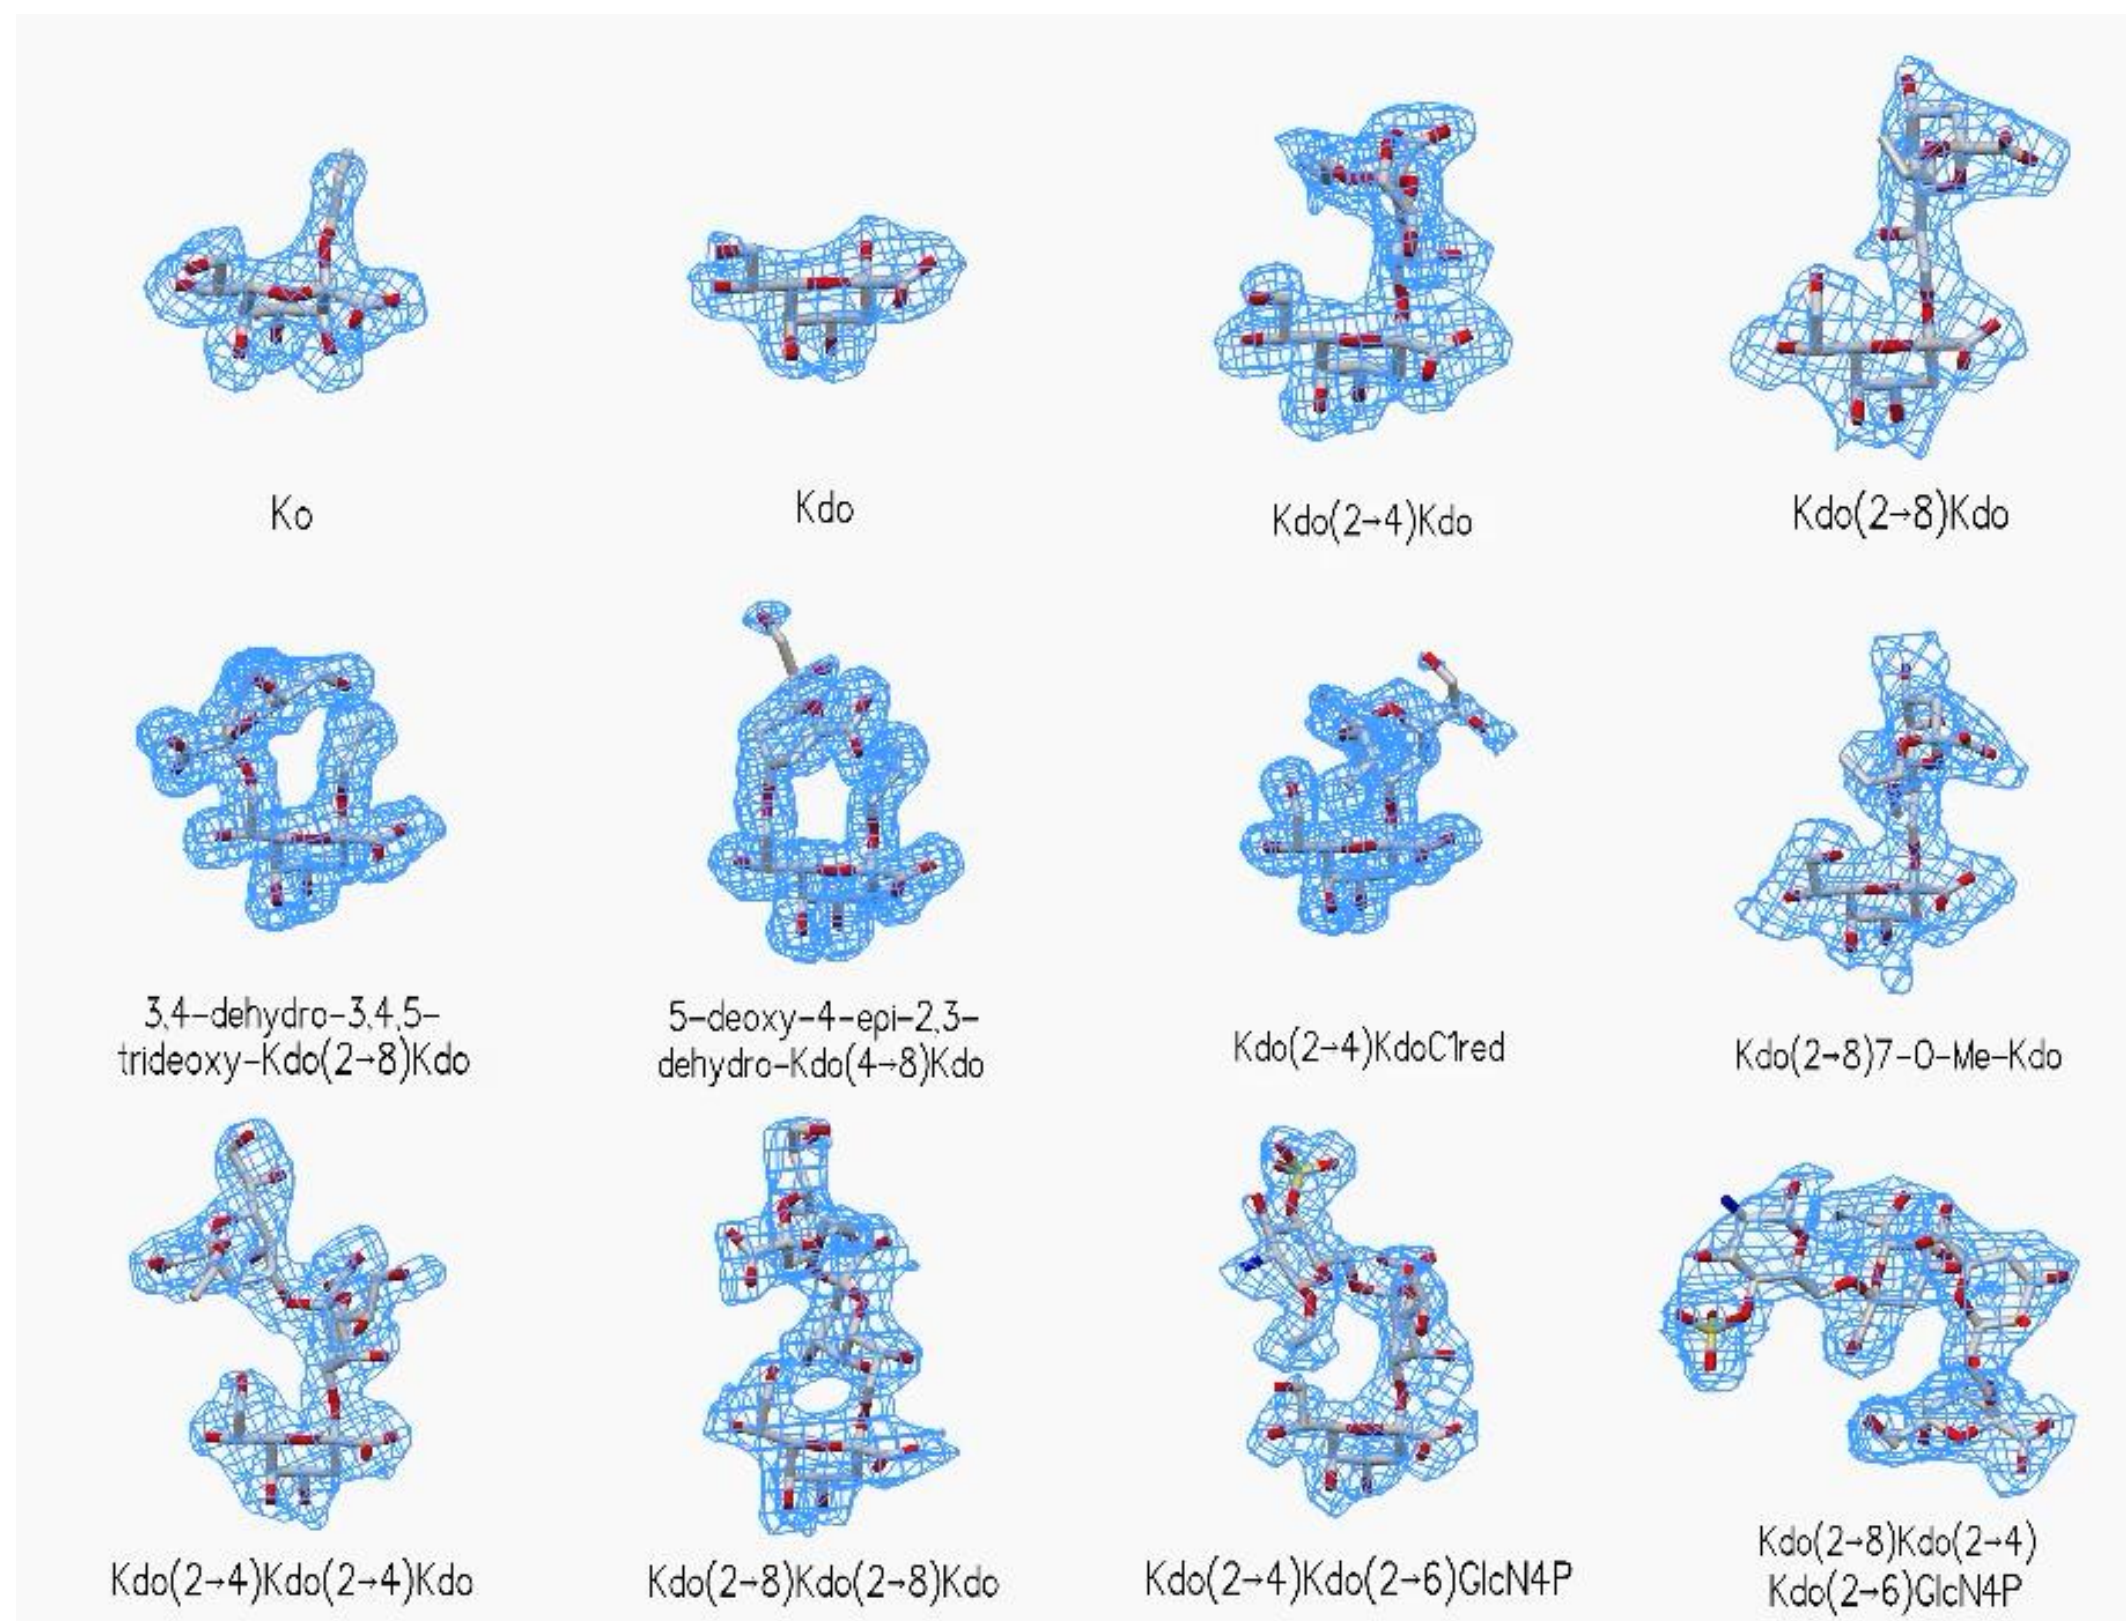 Ko
Kdo
Kdo(2→4)Kdo
Kdo(2→8)Kdo
3,4-dehydro-3,4,5-
trideoxy-Kdo(2→8)Kdo
5-deoxy-4-epi-2,3-
dehydro-Kdo(4→8)Kdo
Kdo(2→4)KdoC1red
Kdo(2→8)7-O-Me-Kdo
Kdo(2→4)Kdo(2→4)Kdo
Kdo(2→8)Kdo(2→8)Kdo
Kdo(2→4)Kdo(2→6)GlcN4P
Kdo(2→8)Kdo(2→4)
Kdo(2→6)GlcN4P